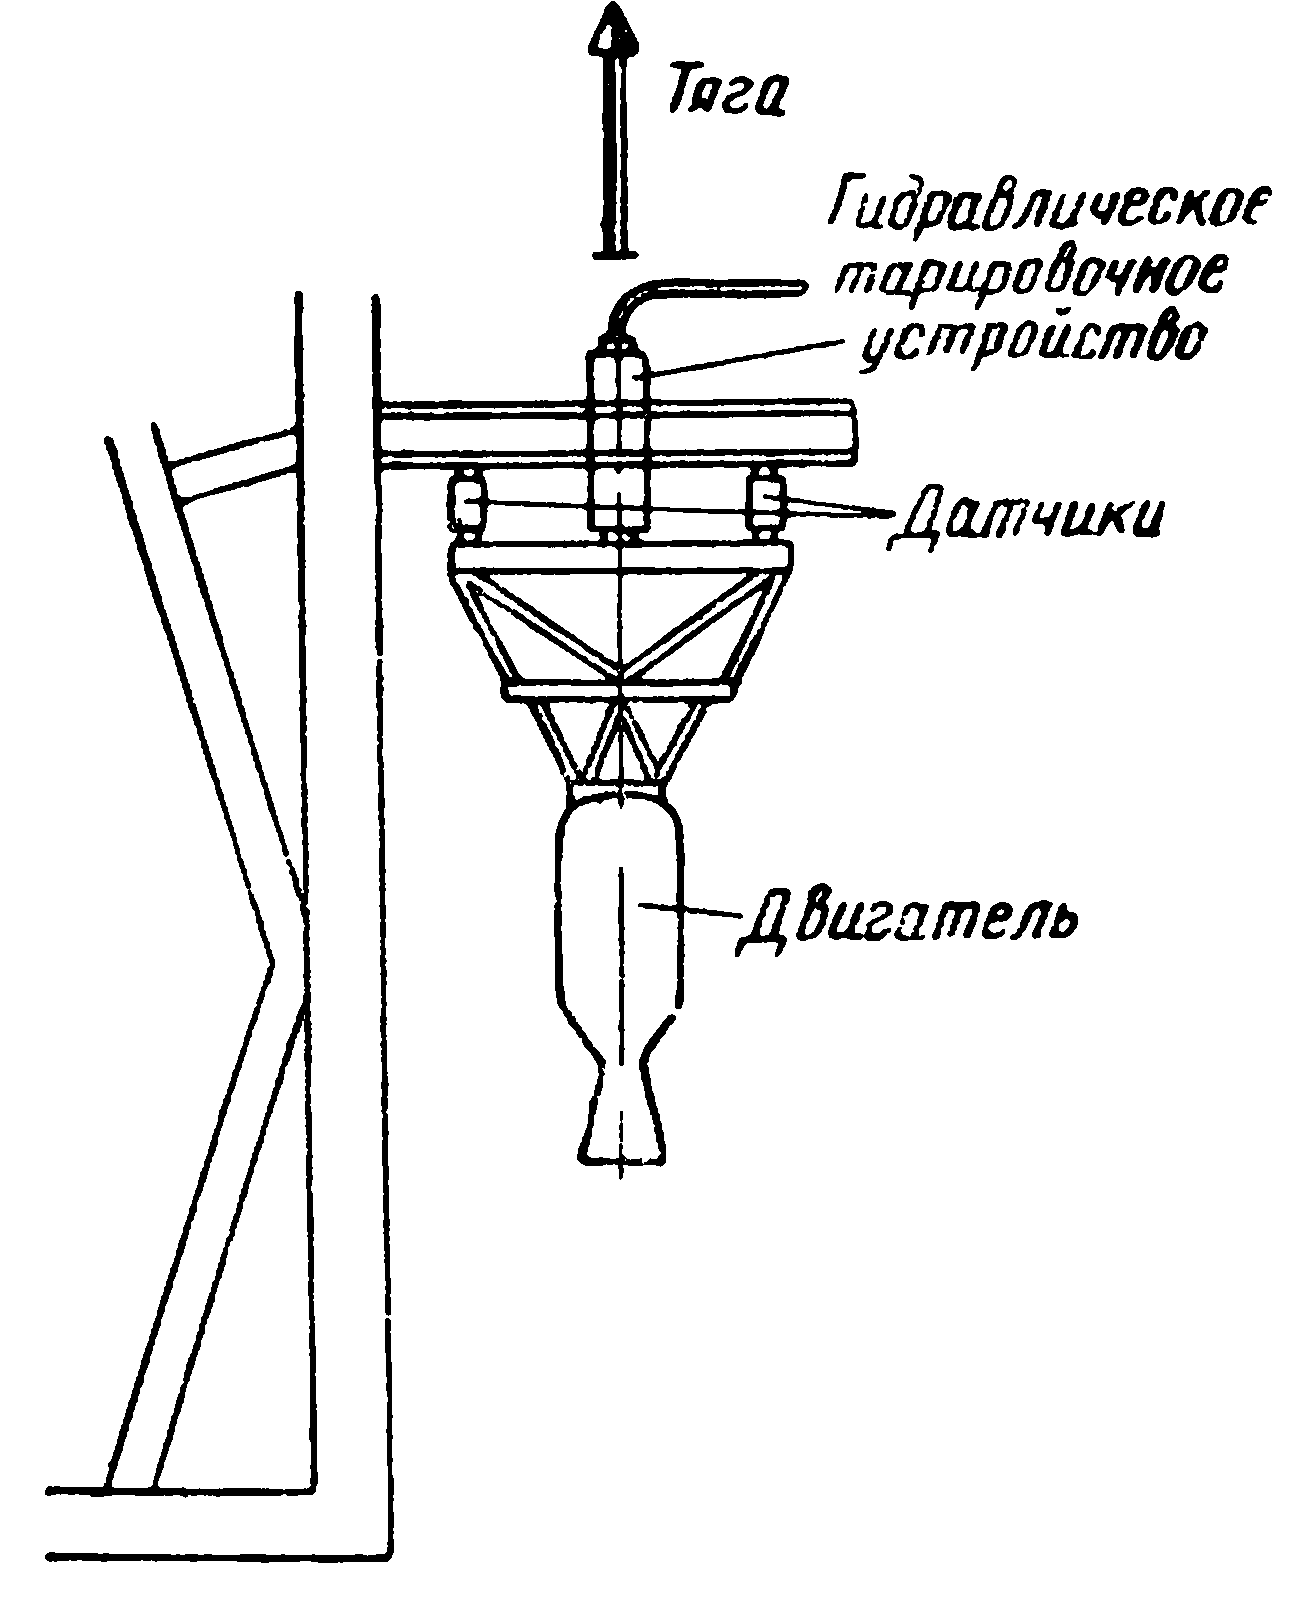 Тяга
Гидравлическое
тарировочное
устройство
Датчики
Двигатель